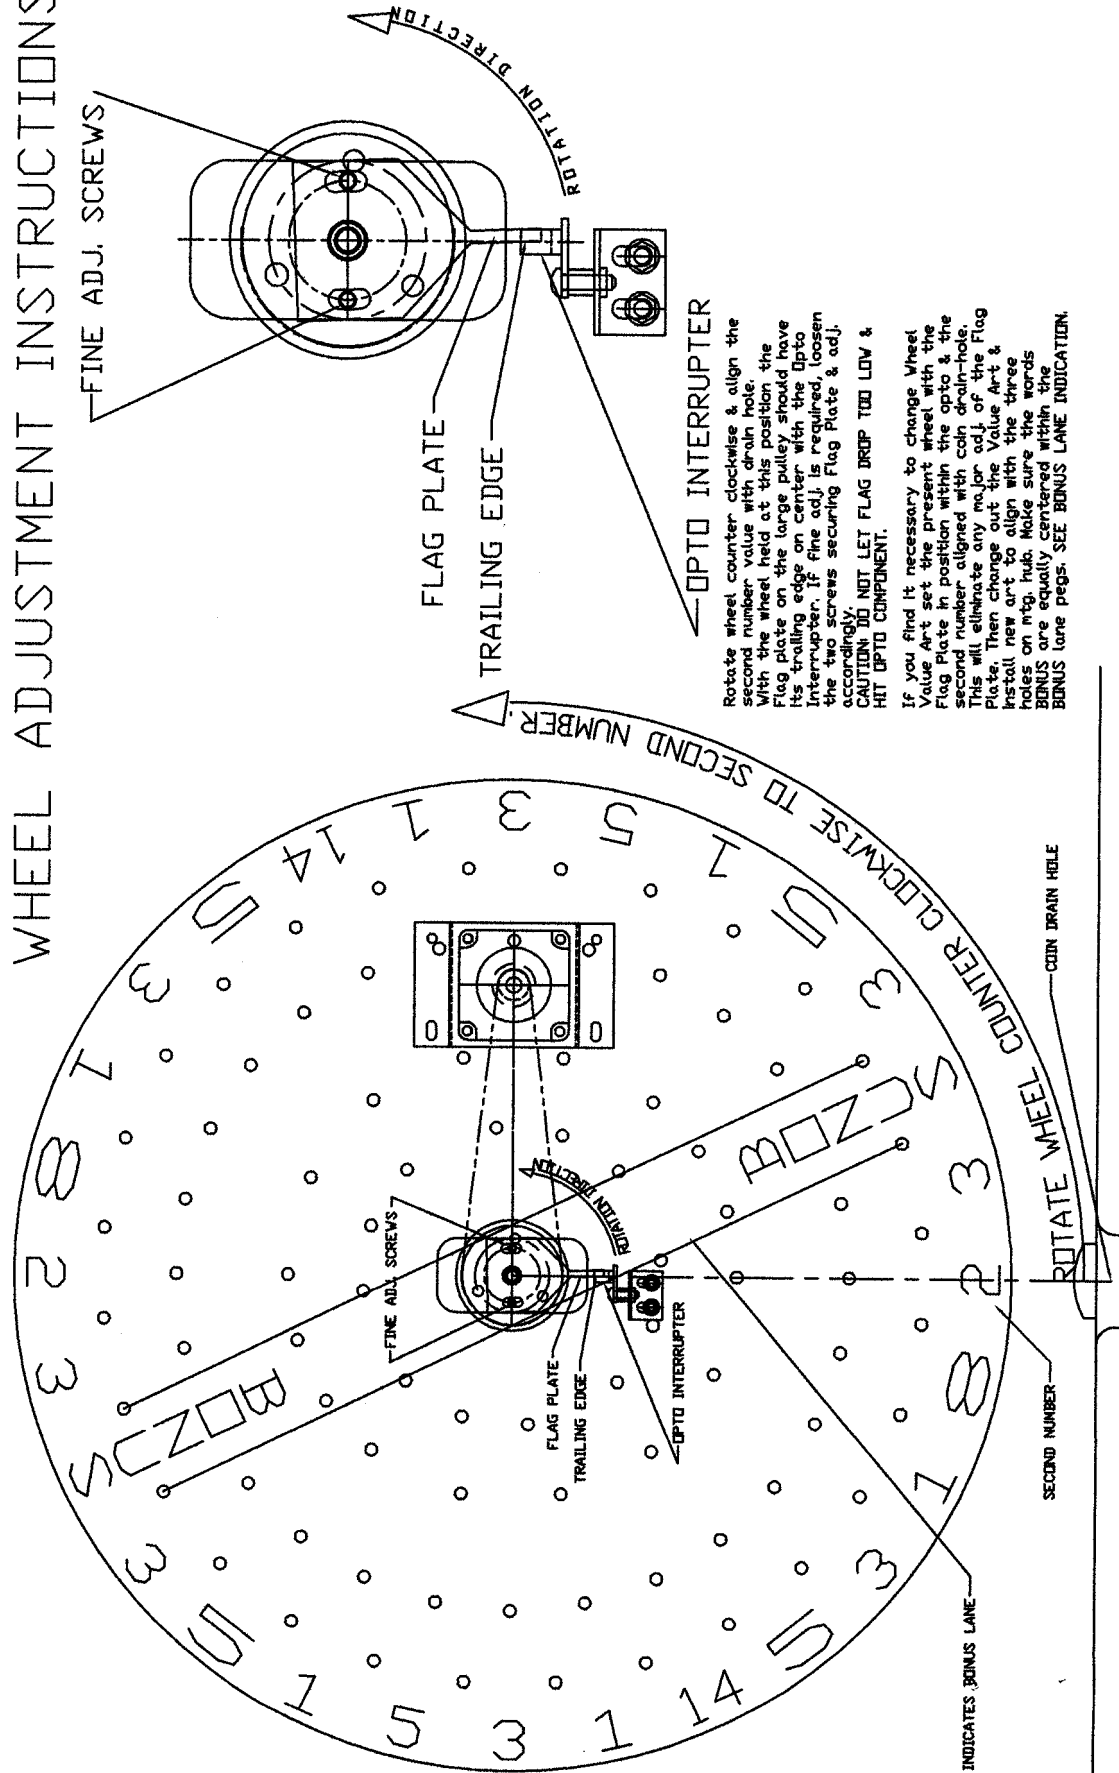 WHEEL ADJUSTMENT INSTRUCTIONS
FINE ADJ. SCREWS
ROTATION DIRECTION
FLAG PLATE
TRAILING EDGE
OPTO INTERRUPTER
Rotate wheel counter clockwise & align the
second number value with drain hole.
With the wheel held at this position the
Flag plate on the large pulley should have
its trailing edge on center with the Opto
Interrupter. If fine adj. is required, loosen
the two screws securing Flag Plate & adj.
accordingly.
CAUTION: DO NOT LET FLAG DROP TOO LOW &
HIT OPTO COMPONENT.
If you find it necessary to change Wheel
Value Art set the present wheel with the
Flag Plate in position within the opto & the
second number aligned with coin drain-hole.
This will eliminate any major adj. of the Flag
Plate. Then change out the Value Art &
install new art to align with the three
holes on mtg. hub. Make sure the words
BONUS are equally centered within the
BONUS lane pegs. SEE BONUS LANE INDICATION.
2
8
1
3
5
14
1
3
5
1
5
3
BONUS
3
2
8
1
3
5
14
1
3
5
1
5
3
BONUS
3
FINE ADJ. SCREWS
ROTATION DIRECTION
FLAG PLATE
TRAILING EDGE
OPTO INTERRUPTER
ROTATE WHEEL COUNTER CLOCKWISE TO SECOND NUMBER.
COIN DRAIN HOLE
SECOND NUMBER
INDICATES BONUS LANE